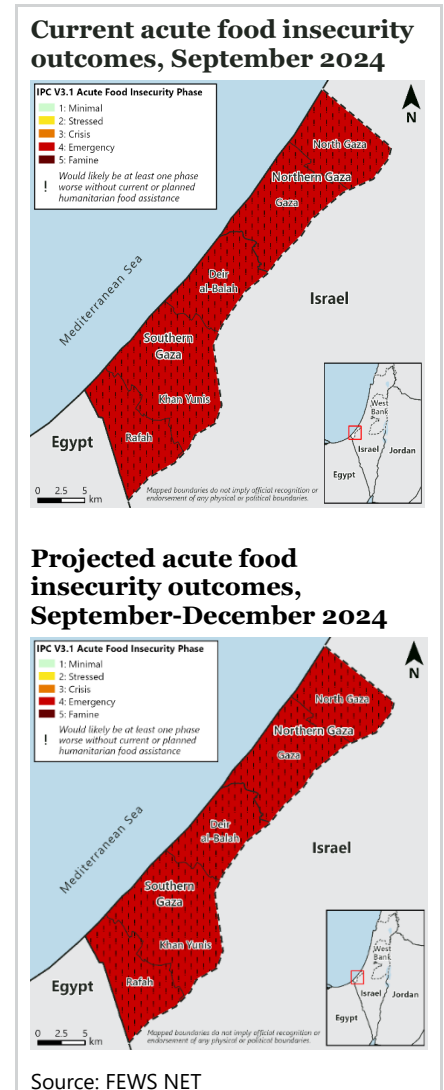 Current acute food insecurity
outcomes, September 2024
IPC V3.1 Acute Food Insecurity Phase
1: Minimal
2: Stressed
3: Crisis
4: Emergency
5: Famine
! Would likely be at least one phase
worse without current or planned
humanitarian food assistance
N
North Gaza
Northern Gaza
Gaza
Deir
al-Balah
Mediterranean Sea
Israel
Southern
Gaza
Khan Yunis
Rafah
Egypt
West
Bank
Israel
Jordan
Egypt
0 2.5 5
km
Mapped boundaries do not imply official recognition or
endorsement of any physical or political boundaries.
Projected acute food
insecurity outcomes,
September-December 2024
IPC V3.1 Acute Food Insecurity Phase
1: Minimal
2: Stressed
3: Crisis
4: Emergency
5: Famine
! Would likely be at least one phase
worse without current or planned
humanitarian food assistance
N
North Gaza
Northern Gaza
Gaza
Deir
al-Balah
Mediterranean Sea
Israel
Southern
Gaza
Khan Yunis
Rafah
Egypt
West
Bank
Israel
Jordan
Egypt
0 2.5 5
km
Mapped boundaries do not imply official recognition or
endorsement of any physical or political boundaries.
Source: FEWS NET